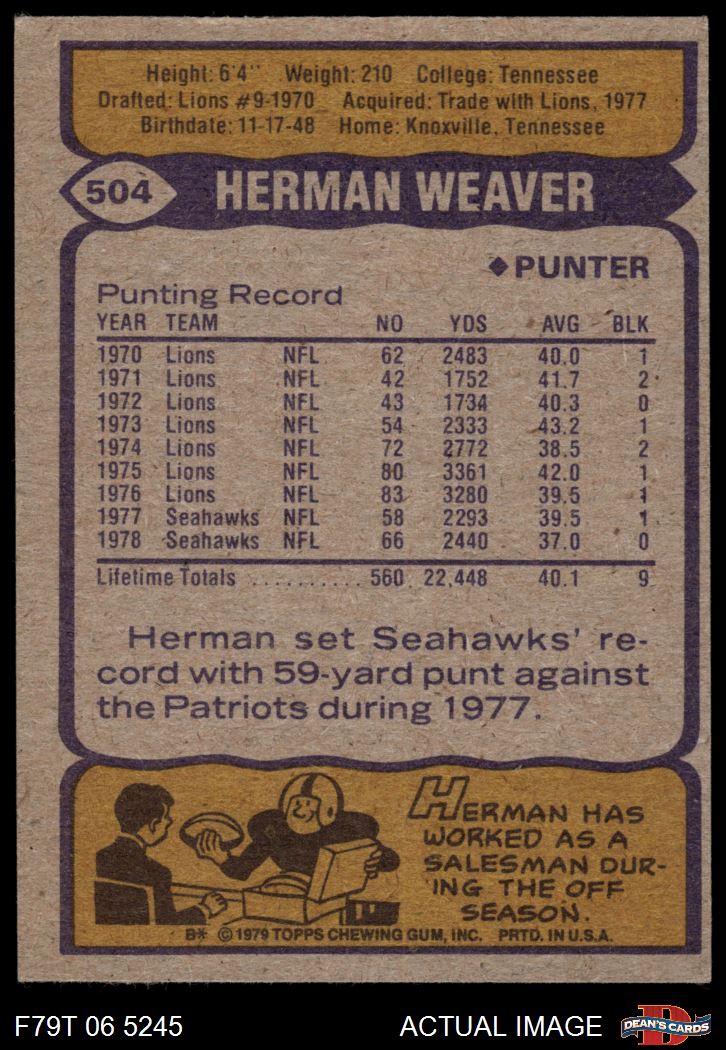 Height: 6'4" Weight: 210 College: Tennessee
Drafted: Lions #9-1970 Acquired: Trade with Lions, 1977
Birthdate: 11-17-48 Home: Knoxville, Tennessee
504 HERMAN WEAVER
◆PUNTER
Punting Record
YEAR TEAM NO YDS AVG BLK
1970 Lions NFL 62 2483 40.0 1
1971 Lions NFL 42 1752 41.7 2
1972 Lions NFL 43 1734 40.3 0
1973 Lions NFL 54 2333 43.2 1
1974 Lions NFL 72 2772 38.5 2
1975 Lions NFL 80 3361 42.0 1
1976 Lions NFL 83 3280 39.5 1
1977 Seahawks NFL 58 2293 39.5 1
1978 Seahawks NFL 66 2440 37.0 0
Lifetime Totals .......... 560 22,448 40.1 9
Herman set Seahawks' re-
cord with 59-yard punt against
the Patriots during 1977.
HERMAN HAS
WORKED AS A
SALESMAN DUR-
ING THE OFF
SEASON.
B* © 1979 TOPPS CHEWING GUM, INC. PRTD. IN U.S.A.
F79T 06 5245 ACTUAL IMAGE D DEAN'S CARDS